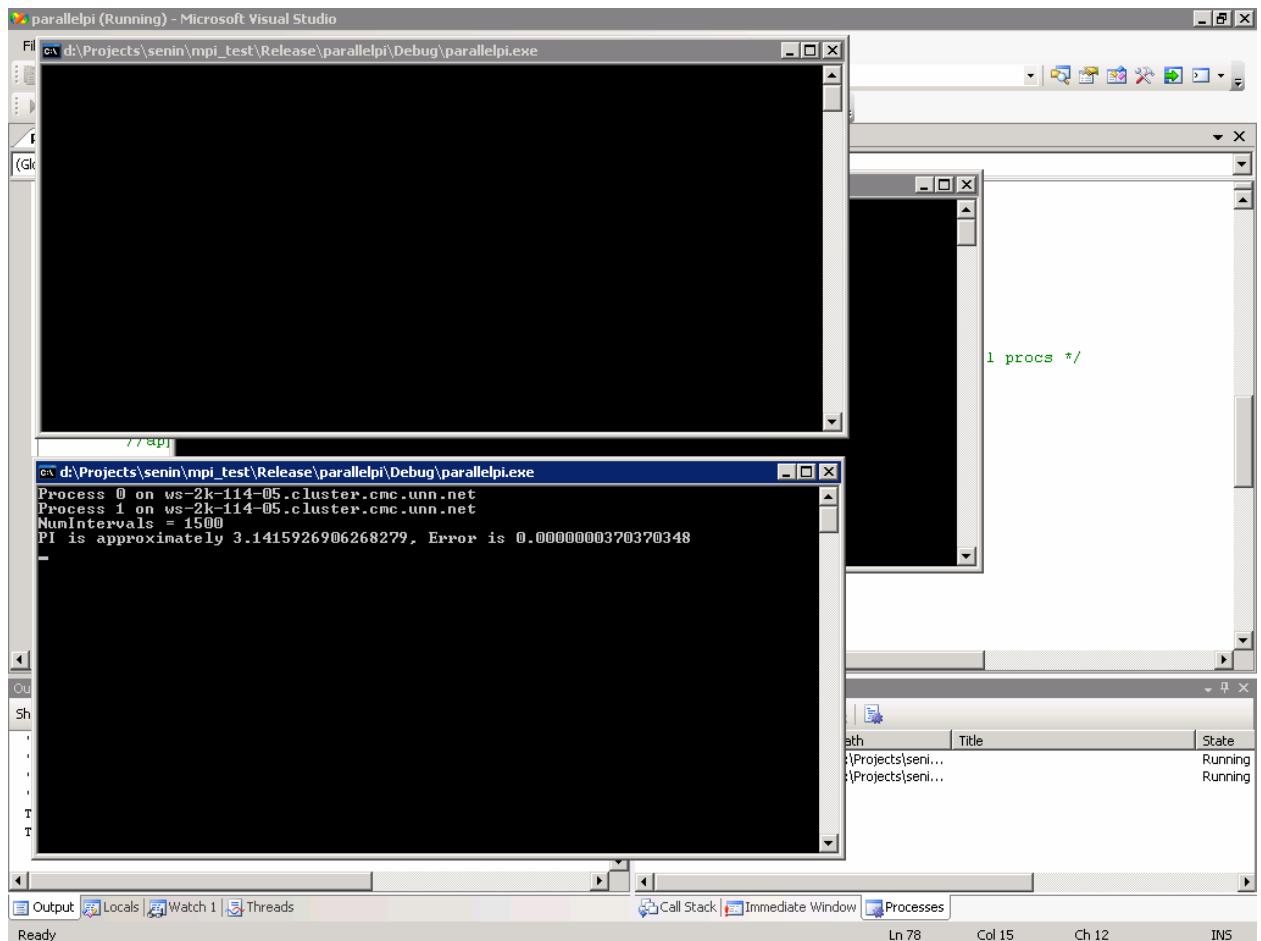 parallelpi (Running) - Microsoft Visual Studio
d:\Projects\senin\mpi_test\Release\parallelpi\Debug\parallelpi.exe
l procs */
d:\Projects\senin\mpi_test\Release\parallelpi\Debug\parallelpi.exe
Process 0 on ws-2k-114-05.cluster.cmc.unn.net
Process 1 on ws-2k-114-05.cluster.cmc.unn.net
NumIntervals = 1500
PI is approximately 3.1415926906268279, Error is 0.0000000370370348
Title State
:\Projects\seni... Running
:\Projects\seni... Running
Output Locals Watch 1 Threads Call Stack Immediate Window Processes
Ready Ln 78 Col 15 Ch 12 INS